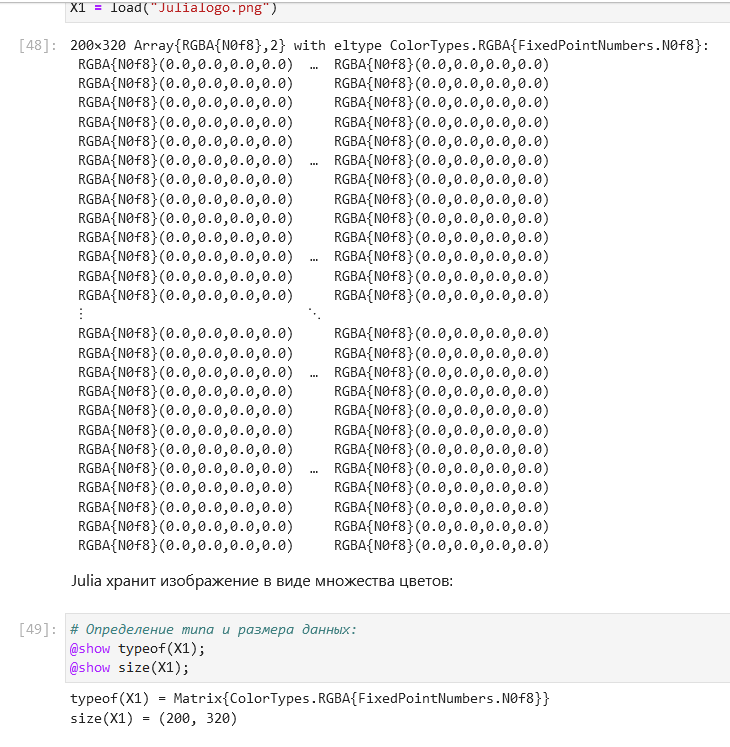 X1 = load("Julialogo.png")
[48]: 200×320 Array{RGBA{N0f8},2} with eltype ColorTypes.RGBA{FixedPointNumbers.N0f8}:
RGBA{N0f8}(0.0,0.0,0.0,0.0) … RGBA{N0f8}(0.0,0.0,0.0,0.0)
RGBA{N0f8}(0.0,0.0,0.0,0.0) RGBA{N0f8}(0.0,0.0,0.0,0.0)
RGBA{N0f8}(0.0,0.0,0.0,0.0) RGBA{N0f8}(0.0,0.0,0.0,0.0)
RGBA{N0f8}(0.0,0.0,0.0,0.0) RGBA{N0f8}(0.0,0.0,0.0,0.0)
RGBA{N0f8}(0.0,0.0,0.0,0.0) RGBA{N0f8}(0.0,0.0,0.0,0.0)
RGBA{N0f8}(0.0,0.0,0.0,0.0) … RGBA{N0f8}(0.0,0.0,0.0,0.0)
RGBA{N0f8}(0.0,0.0,0.0,0.0) RGBA{N0f8}(0.0,0.0,0.0,0.0)
RGBA{N0f8}(0.0,0.0,0.0,0.0) RGBA{N0f8}(0.0,0.0,0.0,0.0)
RGBA{N0f8}(0.0,0.0,0.0,0.0) RGBA{N0f8}(0.0,0.0,0.0,0.0)
RGBA{N0f8}(0.0,0.0,0.0,0.0) RGBA{N0f8}(0.0,0.0,0.0,0.0)
RGBA{N0f8}(0.0,0.0,0.0,0.0) … RGBA{N0f8}(0.0,0.0,0.0,0.0)
RGBA{N0f8}(0.0,0.0,0.0,0.0) RGBA{N0f8}(0.0,0.0,0.0,0.0)
RGBA{N0f8}(0.0,0.0,0.0,0.0) RGBA{N0f8}(0.0,0.0,0.0,0.0)
⋮ ⋱
RGBA{N0f8}(0.0,0.0,0.0,0.0) RGBA{N0f8}(0.0,0.0,0.0,0.0)
RGBA{N0f8}(0.0,0.0,0.0,0.0) RGBA{N0f8}(0.0,0.0,0.0,0.0)
RGBA{N0f8}(0.0,0.0,0.0,0.0) … RGBA{N0f8}(0.0,0.0,0.0,0.0)
RGBA{N0f8}(0.0,0.0,0.0,0.0) RGBA{N0f8}(0.0,0.0,0.0,0.0)
RGBA{N0f8}(0.0,0.0,0.0,0.0) RGBA{N0f8}(0.0,0.0,0.0,0.0)
RGBA{N0f8}(0.0,0.0,0.0,0.0) RGBA{N0f8}(0.0,0.0,0.0,0.0)
RGBA{N0f8}(0.0,0.0,0.0,0.0) RGBA{N0f8}(0.0,0.0,0.0,0.0)
RGBA{N0f8}(0.0,0.0,0.0,0.0) … RGBA{N0f8}(0.0,0.0,0.0,0.0)
RGBA{N0f8}(0.0,0.0,0.0,0.0) RGBA{N0f8}(0.0,0.0,0.0,0.0)
RGBA{N0f8}(0.0,0.0,0.0,0.0) RGBA{N0f8}(0.0,0.0,0.0,0.0)
RGBA{N0f8}(0.0,0.0,0.0,0.0) RGBA{N0f8}(0.0,0.0,0.0,0.0)
RGBA{N0f8}(0.0,0.0,0.0,0.0) RGBA{N0f8}(0.0,0.0,0.0,0.0)
Julia хранит изображение в виде множества цветов:
[49]: # Определение типа и размера данных:
@show typeof(X1);
@show size(X1);
typeof(X1) = Matrix{ColorTypes.RGBA{FixedPointNumbers.N0f8}}
size(X1) = (200, 320)